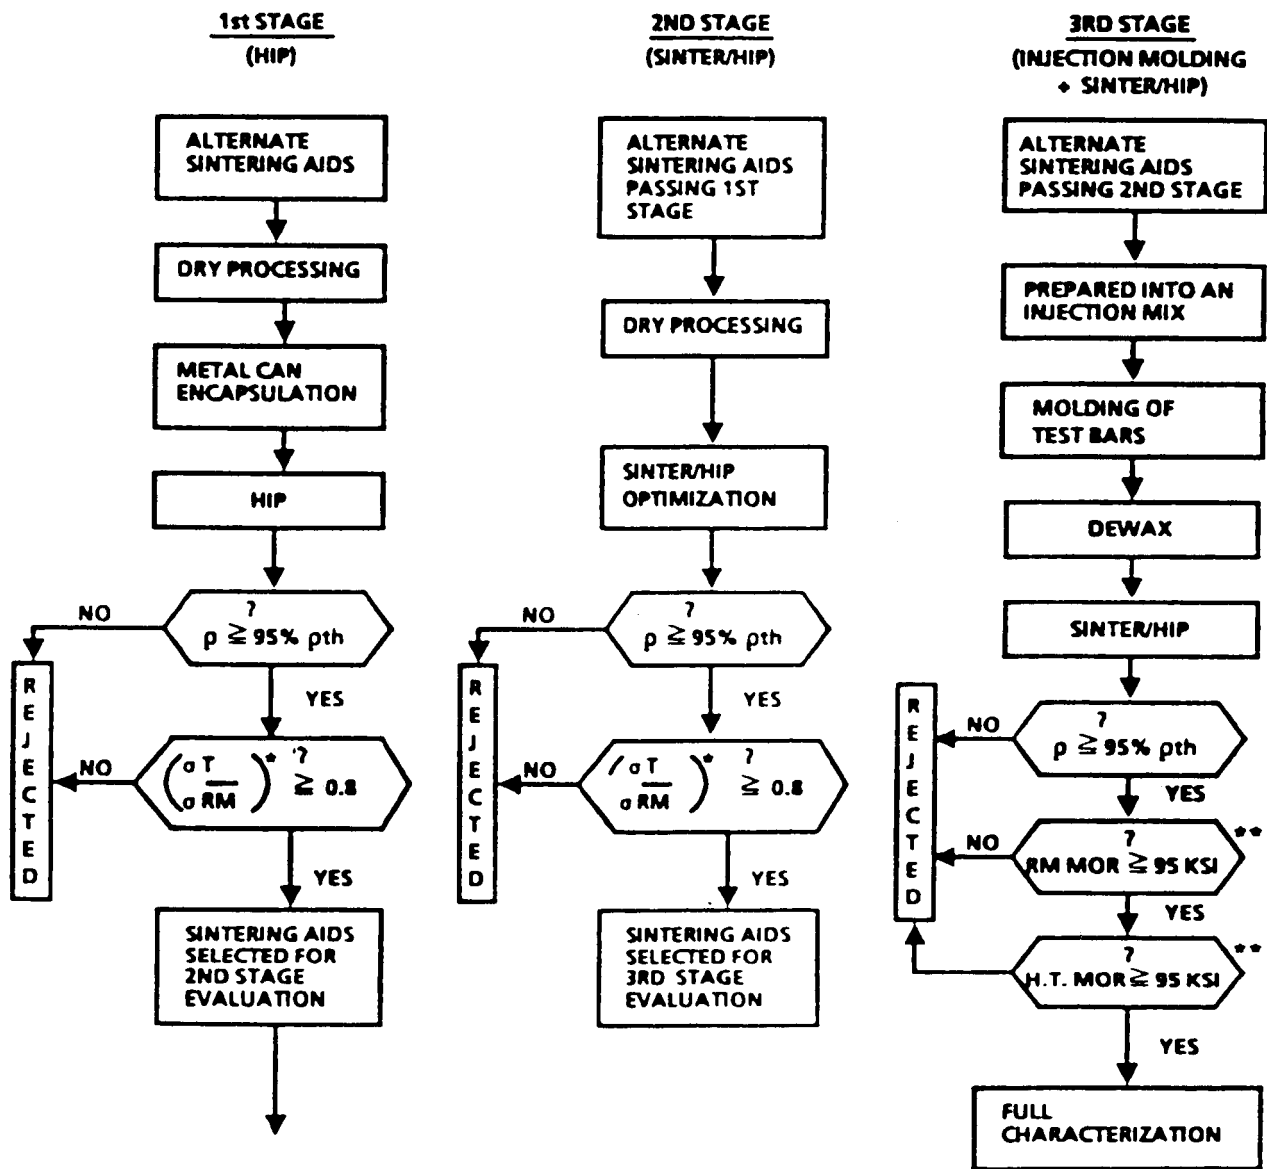 1st STAGE
(HIP)
ALTERNATE
SINTERING AIDS
DRY PROCESSING
METAL CAN
ENCAPSULATION
HIP
?
ρ ≧ 95% ρth
NO
YES
(σ T / σ RM)* ? ≧ 0.8
NO
YES
REJECTED
SINTERING AIDS
SELECTED FOR
2ND STAGE
EVALUATION
2ND STAGE
(SINTER/HIP)
ALTERNATE
SINTERING AIDS
PASSING 1ST
STAGE
DRY PROCESSING
SINTER/HIP
OPTIMIZATION
?
ρ ≧ 95% ρth
NO
YES
(σ T / σ RM)* ? ≧ 0.8
NO
YES
REJECTED
SINTERING AIDS
SELECTED FOR
3RD STAGE
EVALUATION
3RD STAGE
(INJECTION MOLDING
+ SINTER/HIP)
ALTERNATE
SINTERING AIDS
PASSING 2ND STAGE
PREPARED INTO AN
INJECTION MIX
MOLDING OF
TEST BARS
DEWAX
SINTER/HIP
?
ρ ≧ 95% ρth
NO
YES
?
RM MOR ≧ 95 KSI **
NO
YES
?
H.T. MOR ≧ 95 KSI **
YES
REJECTED
FULL
CHARACTERIZATION